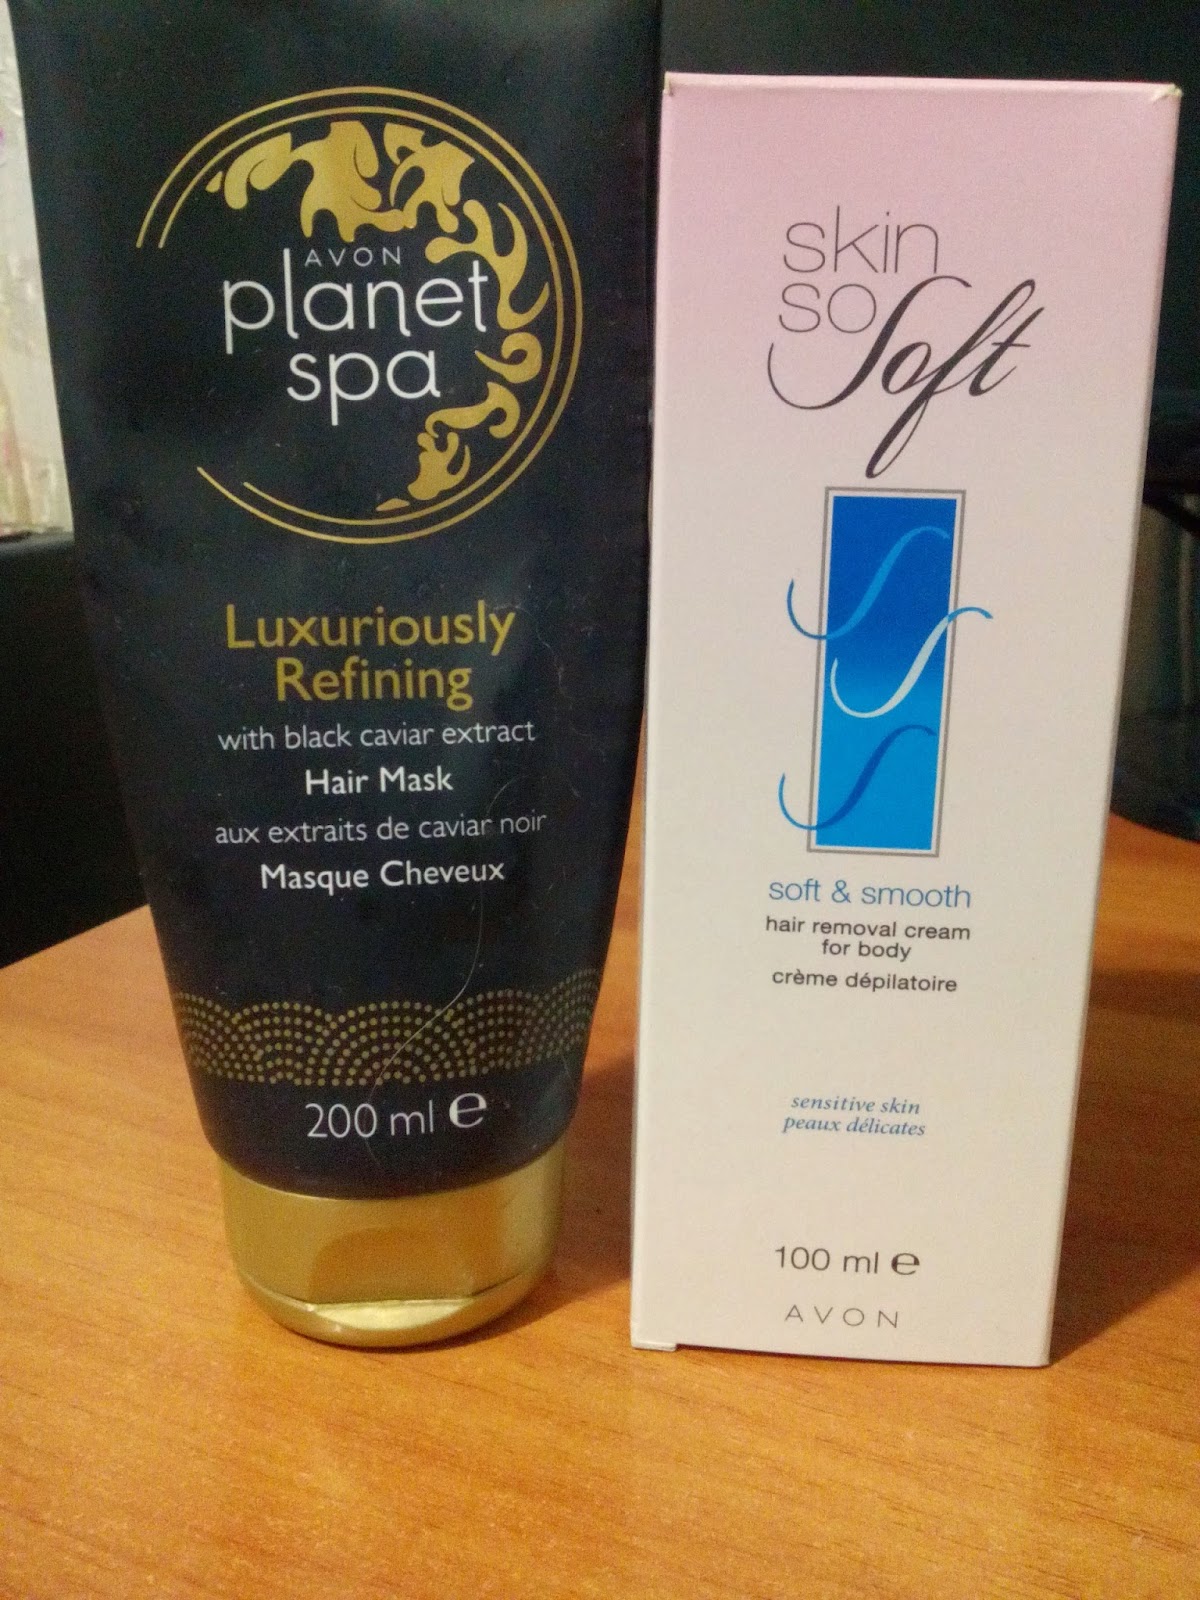 AVON
planet
spa
Luxuriously
Refining
with black caviar extract
Hair Mask
aux extraits de caviar noir
Masque Cheveux
200 ml e
skin
so Soft
soft & smooth
hair removal cream
for body
crème dépilatoire
sensitive skin
peaux délicates
100 ml e
AVON